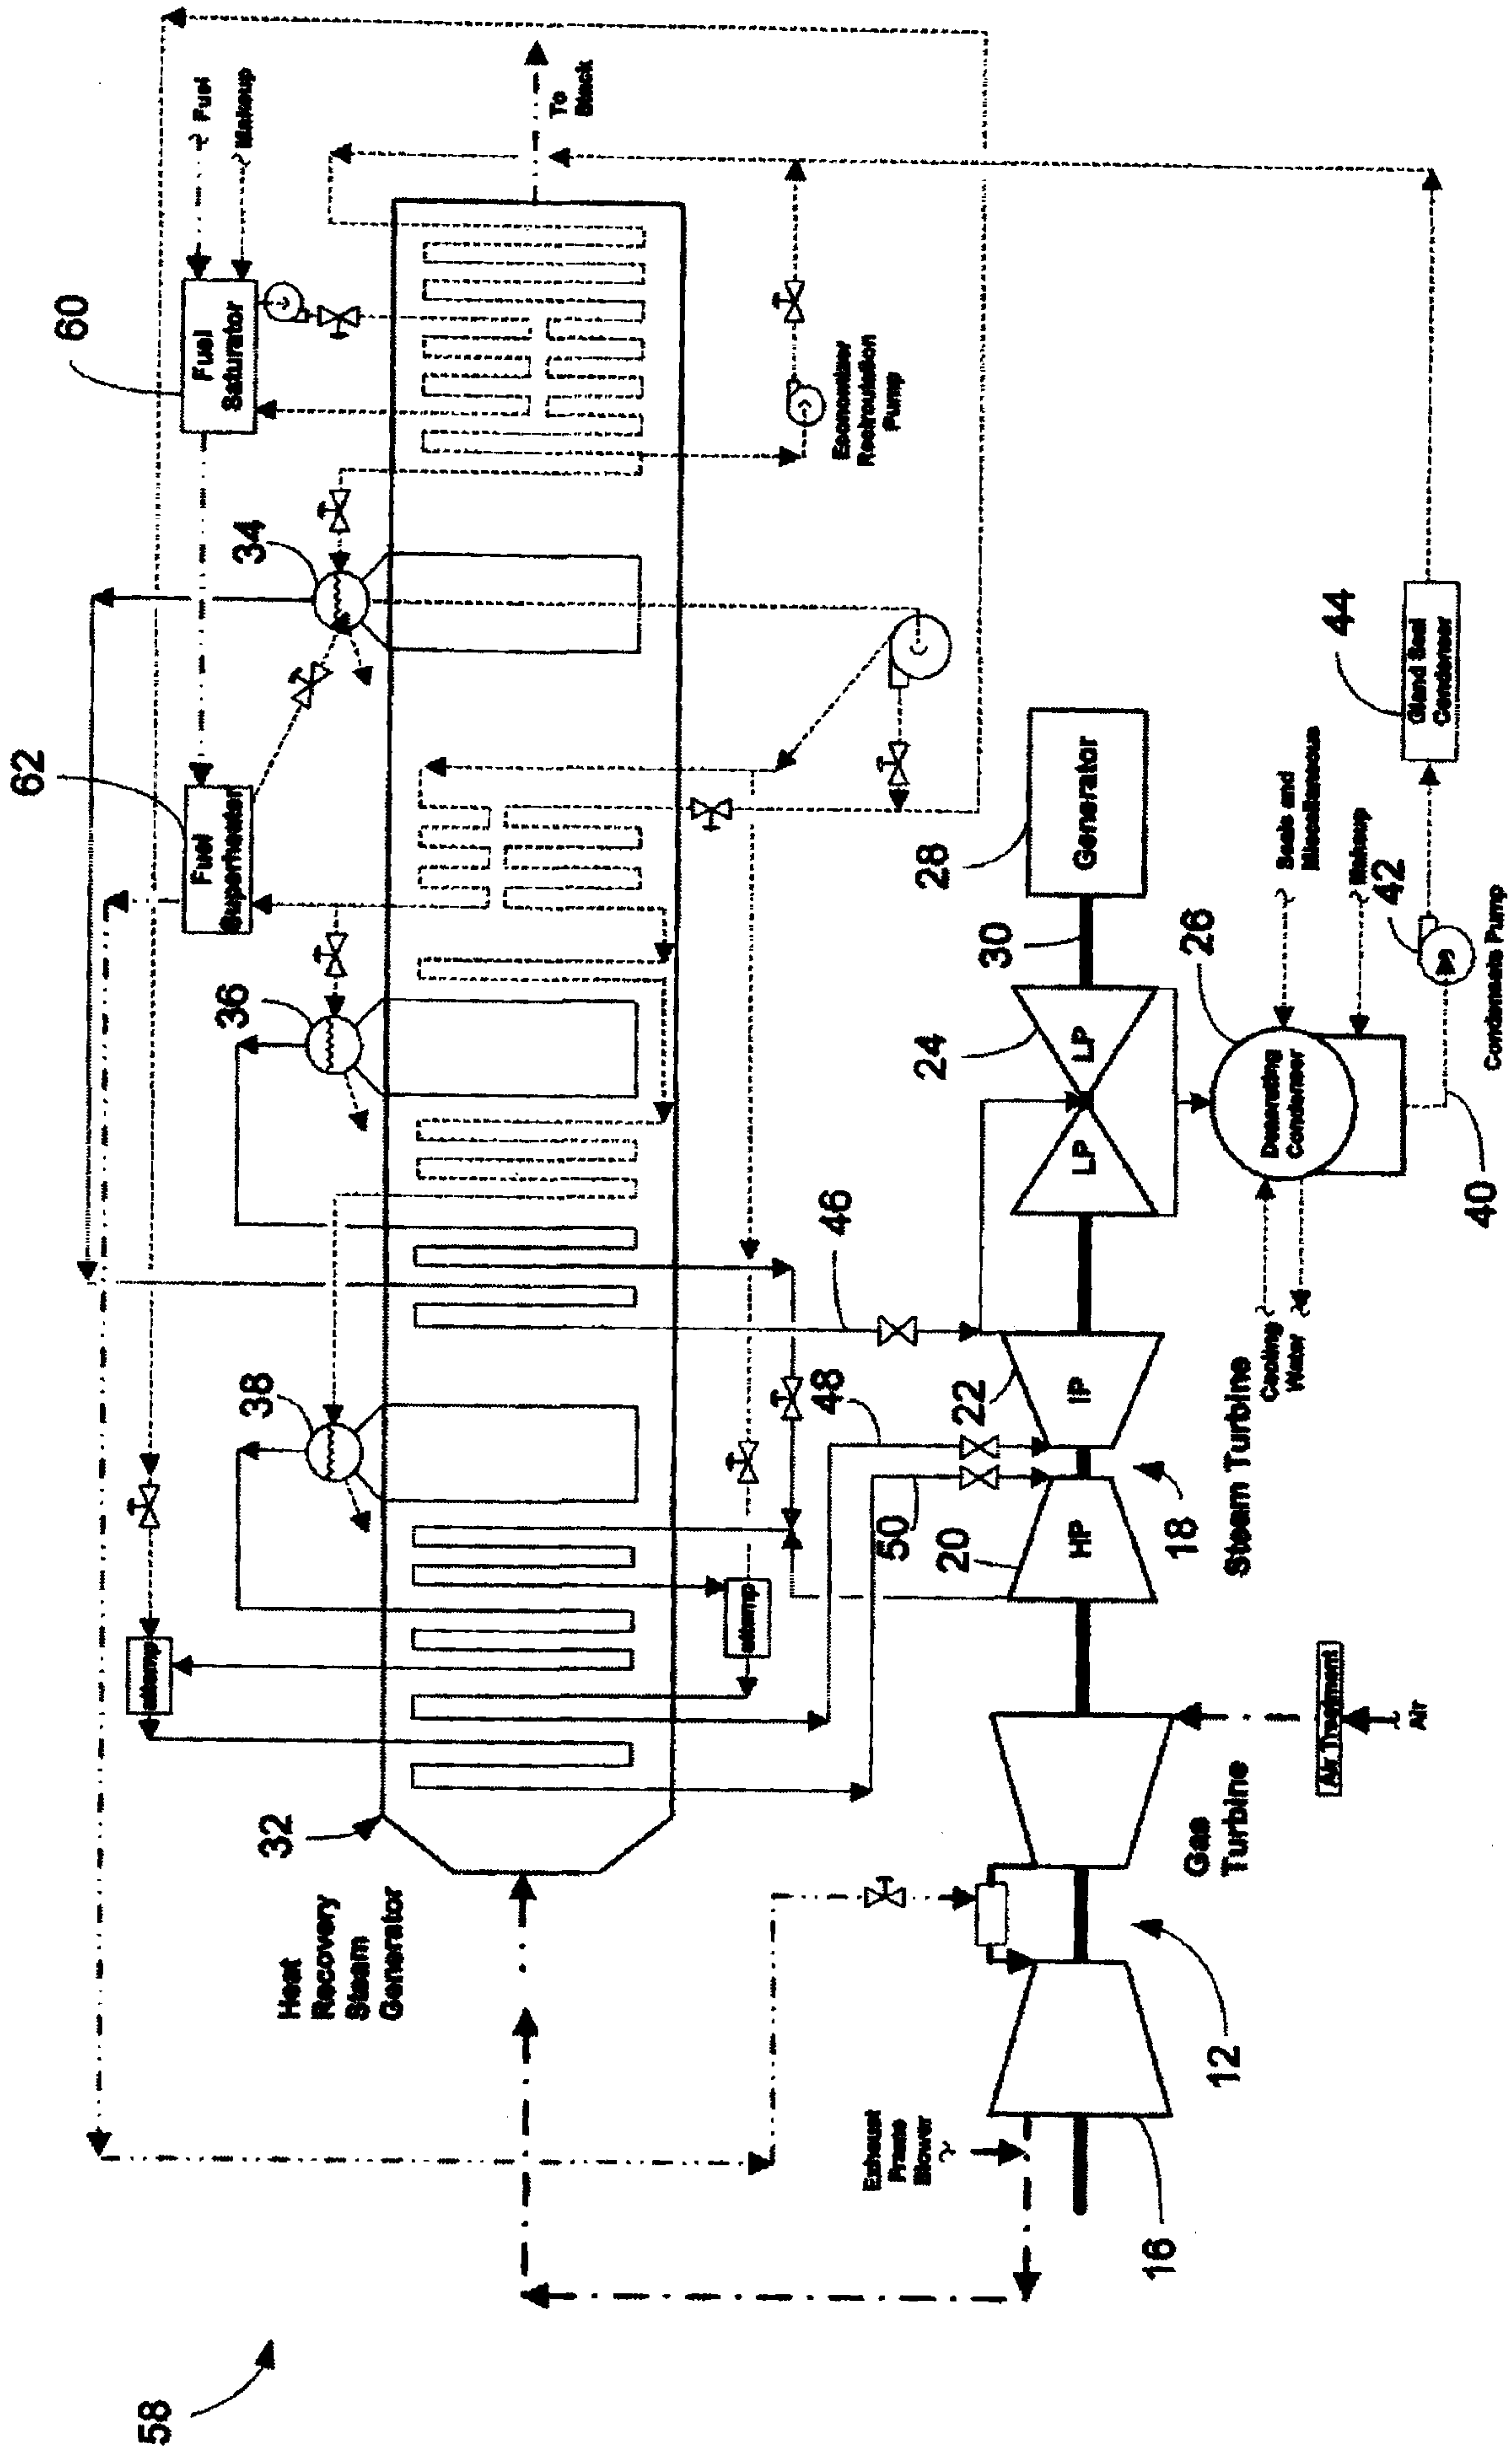 58
60
62
Fuel
Makeup
Fuel
Saturator
Fuel
Superheater
To
Stack
34
36
38
attemp
32
Heat
Recovery
Steam
Generator
Economizer
Recirculation
Pump
attemp
46
48
50
28
Generator
30
24
LP
LP
22
IP
20
HP
18
Steam Turbine
26
Deaerating
Condenser
Seals and
Miscellaneous
Makeup
Cooling
Water
40
42
Condensate Pump
44
Gland Seal
Condenser
Exhaust
Frame
Blower
16
12
Gas
Turbine
Air Treatment
Air